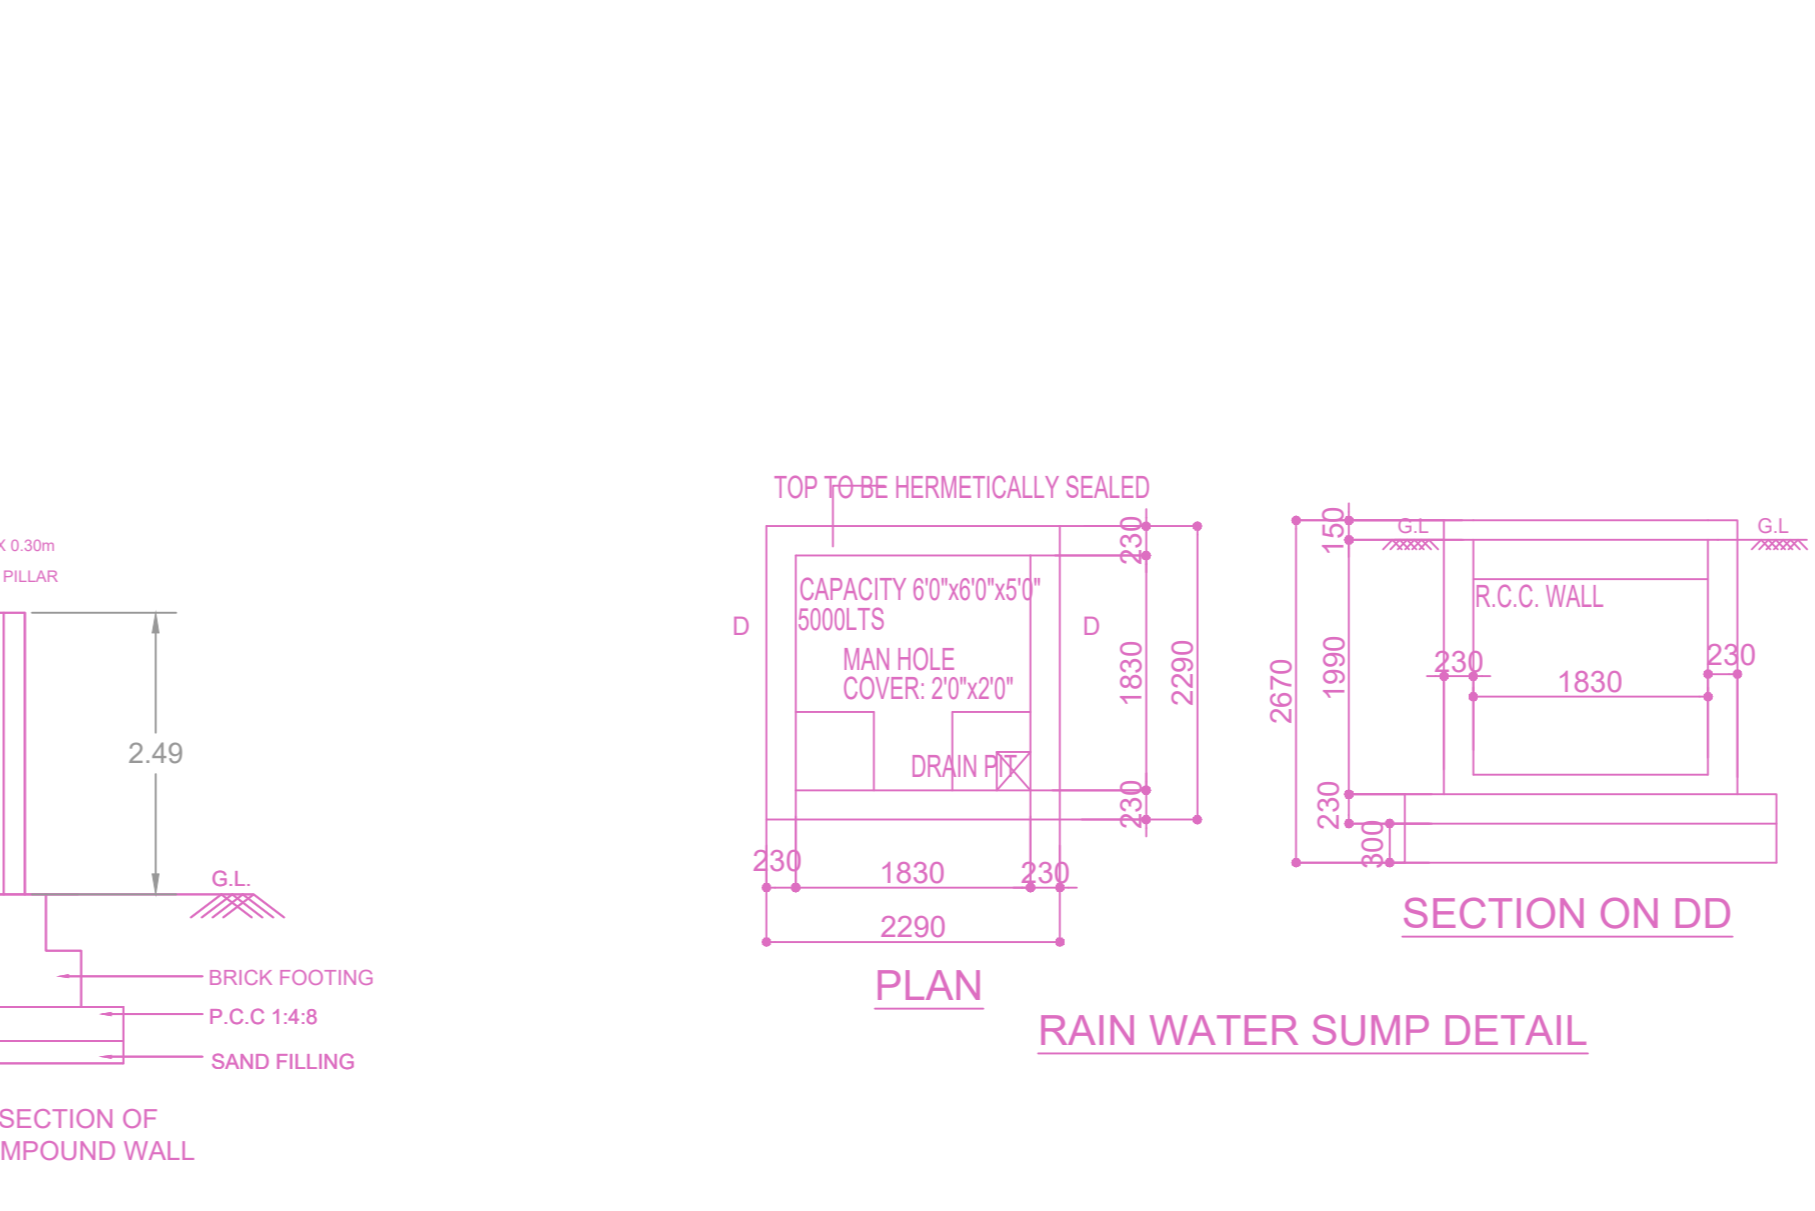 K 0.30m
PILLAR
2.49
G.L.
BRICK FOOTING
P.C.C 1:4:8
SAND FILLING
SECTION OF
MPOUND WALL
TOP TO BE HERMETICALLY SEALED
230
CAPACITY 6'0"x6'0"x5'0"
5000LTS
D
D
MAN HOLE
COVER: 2'0"x2'0"
1830
2290
DRAIN PIT
230
230
1830
230
2290
PLAN
150
G.L
G.L
R.C.C. WALL
2670
1990
230
1830
230
230
300
SECTION ON DD
RAIN WATER SUMP DETAIL